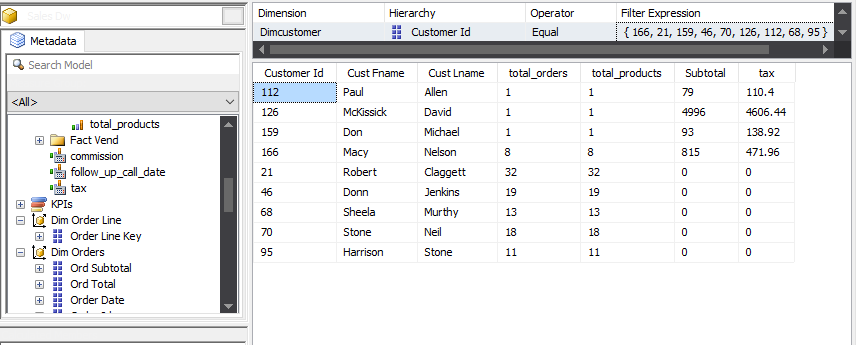 Sales Dw
Metadata
Search Model
<All>
total_products
Fact Vend
commission
follow_up_call_date
tax
KPIs
Dim Order Line
Order Line Key
Dim Orders
Ord Subtotal
Ord Total
Order Date
Dimension Hierarchy Operator Filter Expression
Dimcustomer Customer Id Equal { 166, 21, 159, 46, 70, 126, 112, 68, 95 }
Customer Id Cust Fname Cust Lname total_orders total_products Subtotal tax
112 Paul Allen 1 1 79 110.4
126 McKissick David 1 1 4996 4606.44
159 Don Michael 1 1 93 138.92
166 Macy Nelson 8 8 815 471.96
21 Robert Claggett 32 32 0 0
46 Donn Jenkins 19 19 0 0
68 Sheela Murthy 13 13 0 0
70 Stone Neil 18 18 0 0
95 Harrison Stone 11 11 0 0